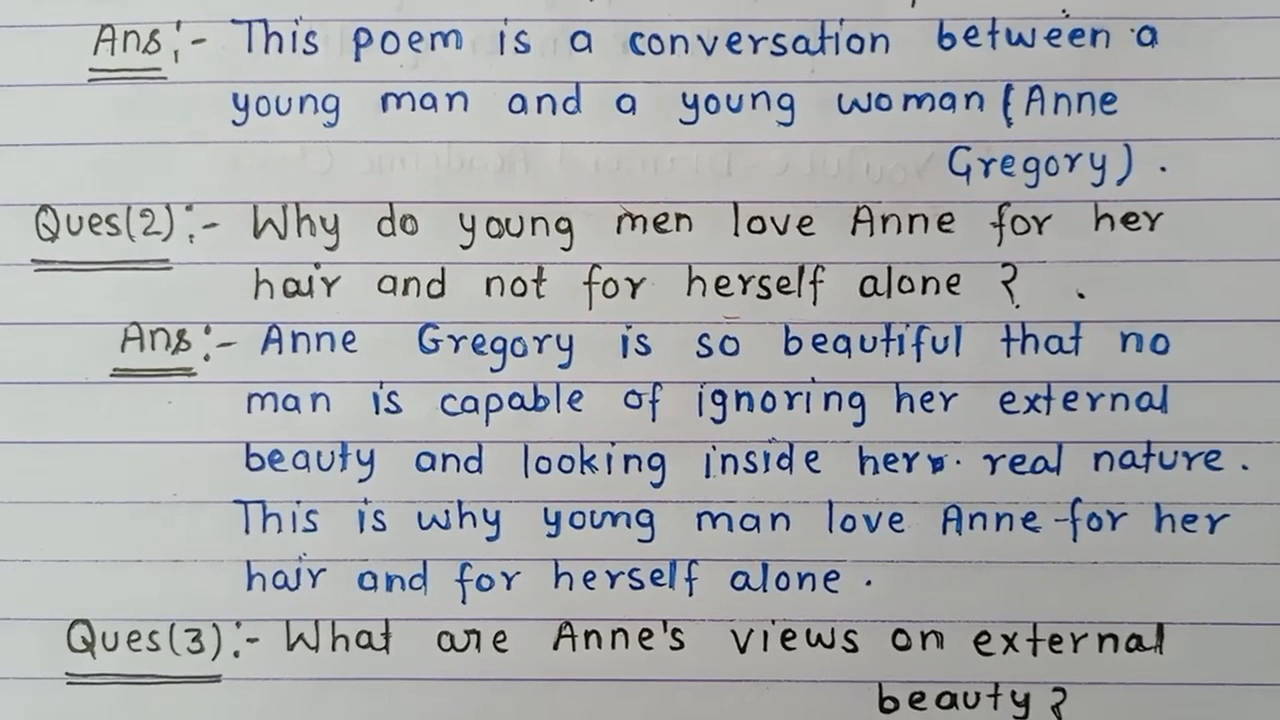 Ans:- This poem is a conversation between a
young man and a young woman (Anne
Gregory).
Ques(2):- Why do young men love Anne for her
hair and not for herself alone ?
Ans:- Anne Gregory is so beautiful that no
man is capable of ignoring her external
beauty and looking inside her real nature.
This is why young man love Anne for her
hair and for herself alone.
Ques(3):- What are Anne's views on external
beauty?